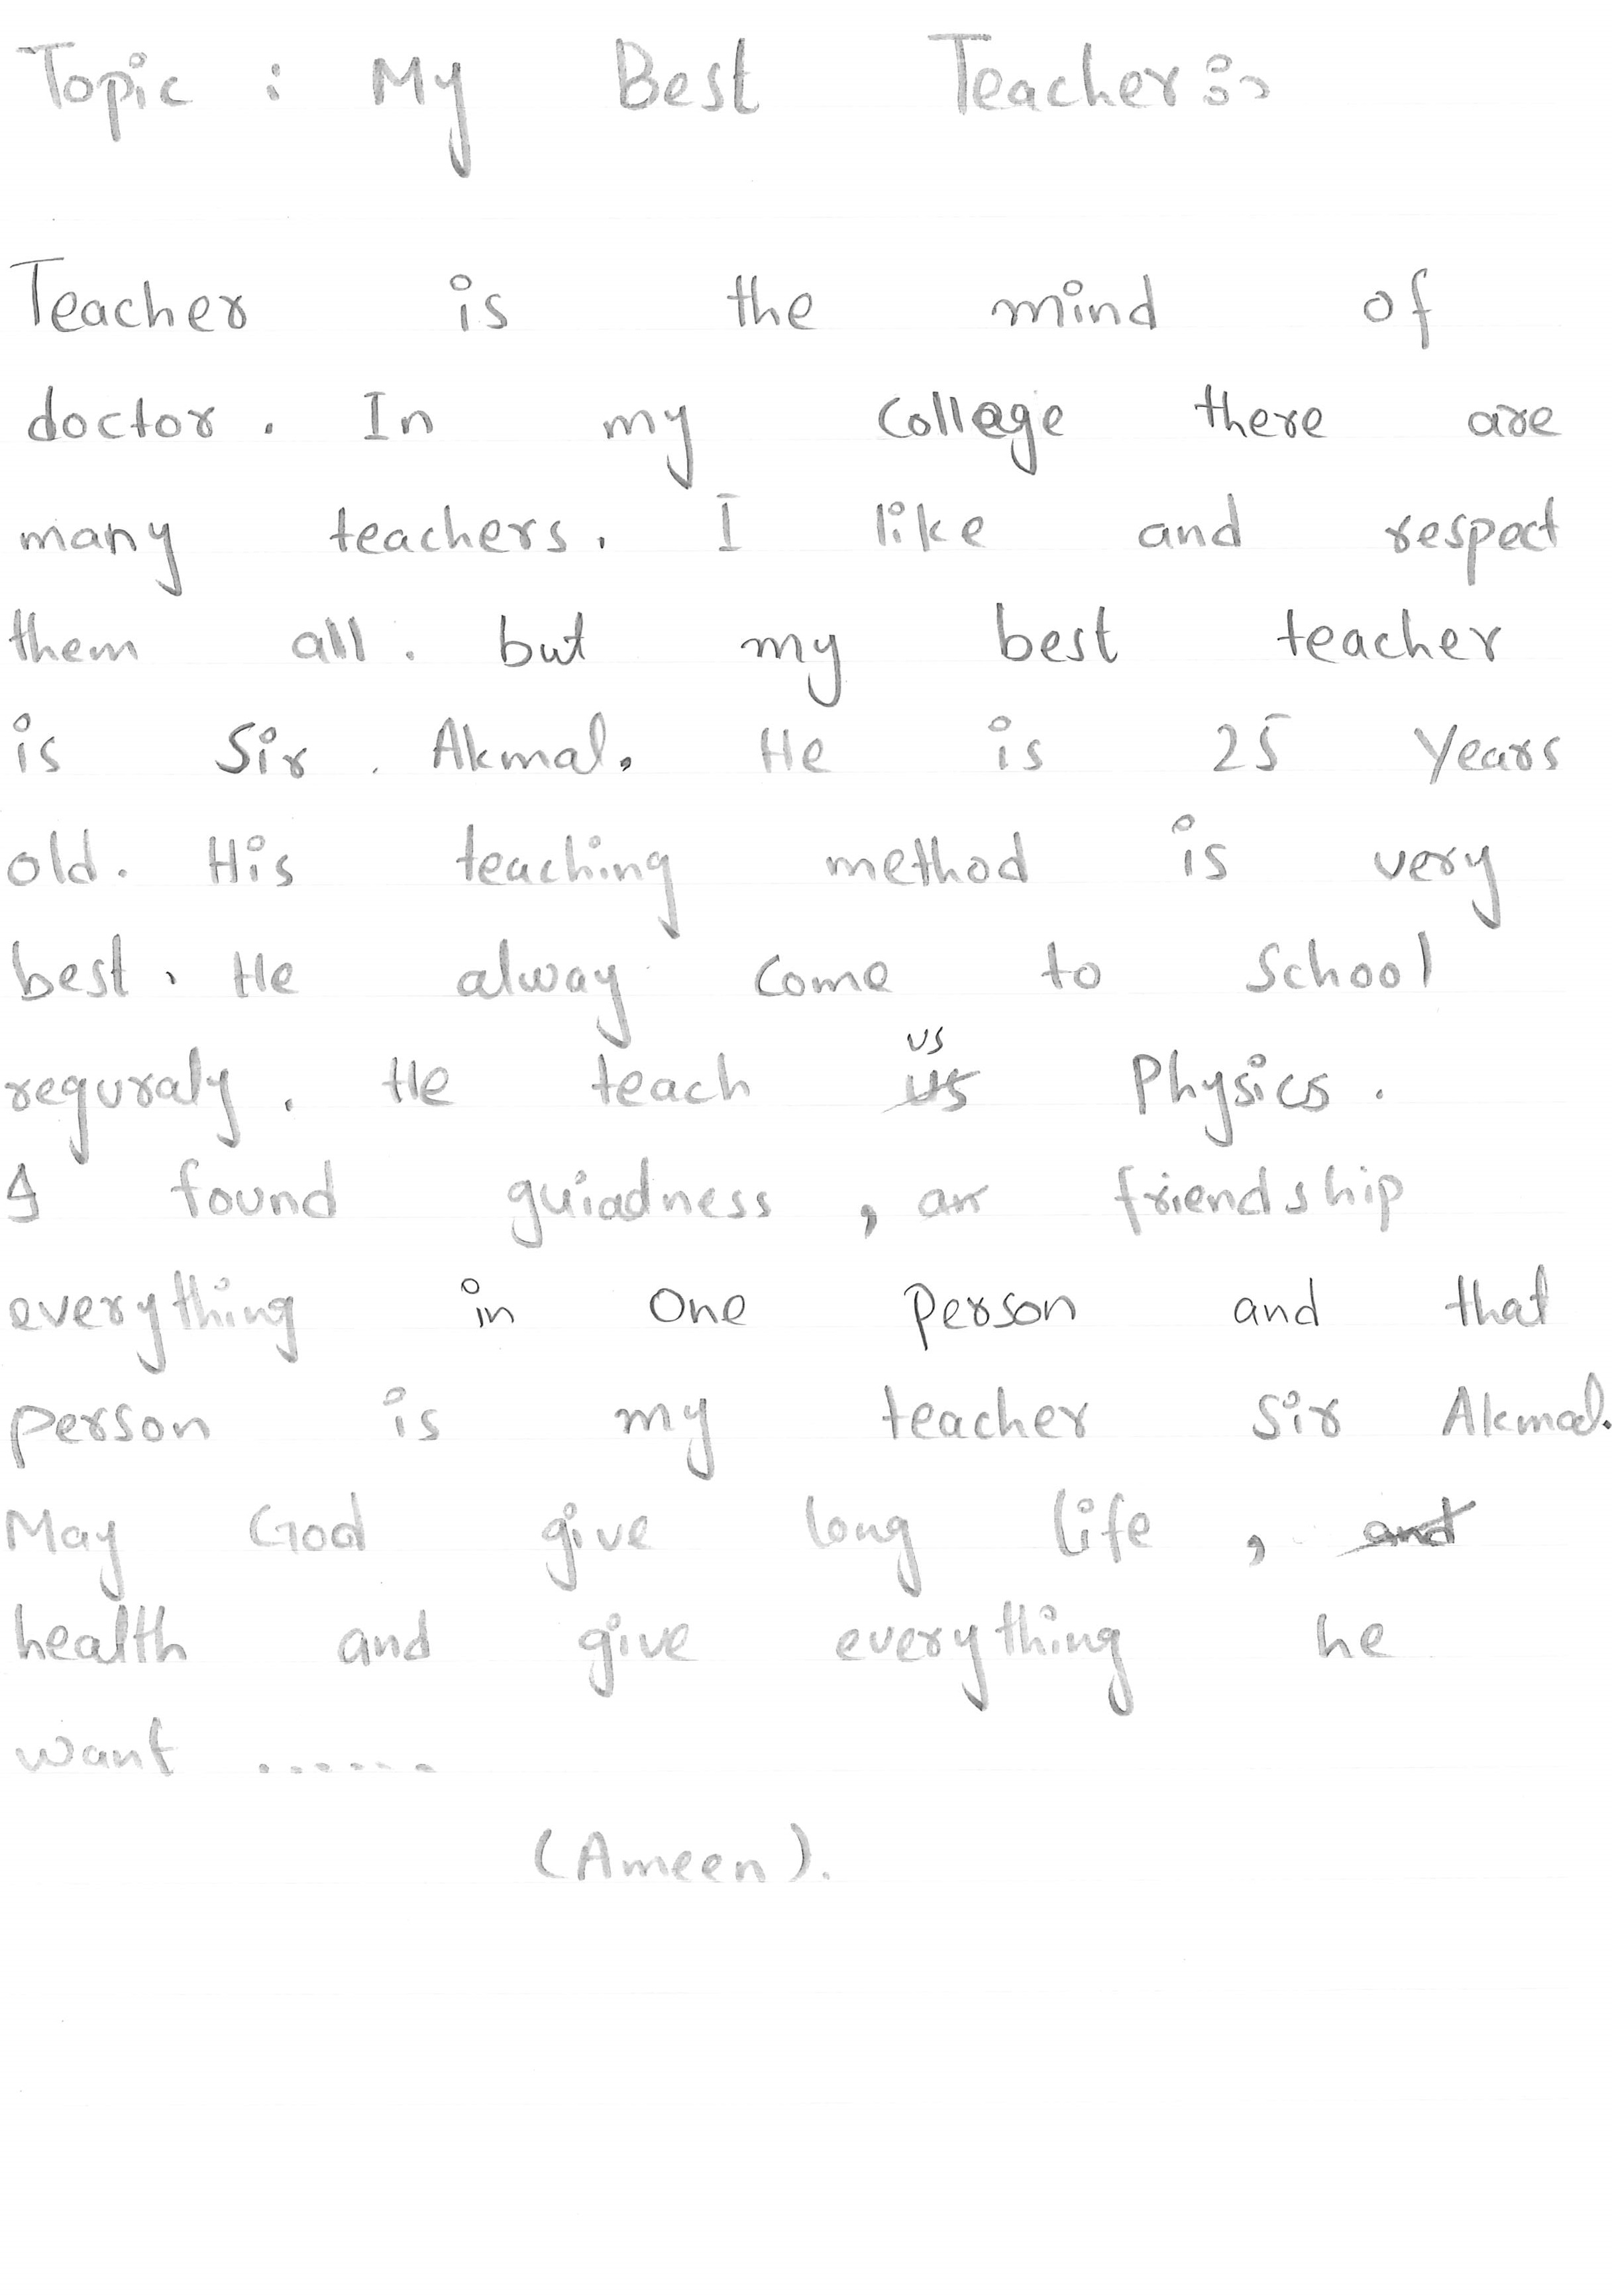 Topic : My Best Teacher :-
Teacher is the mind of
doctor. In my College there are
many teachers. I like and respect
them all. but my best teacher
is Sir. Akmal. He is 25 Years
old. His teaching method is very
best. He alway come to School
reguraly. He teach us Physics.
I found guiadness, an friendship
everything in one person and that
person is my teacher Sir Akmal.
May God give long life,
health and give everything he
want ......
(Ameen).